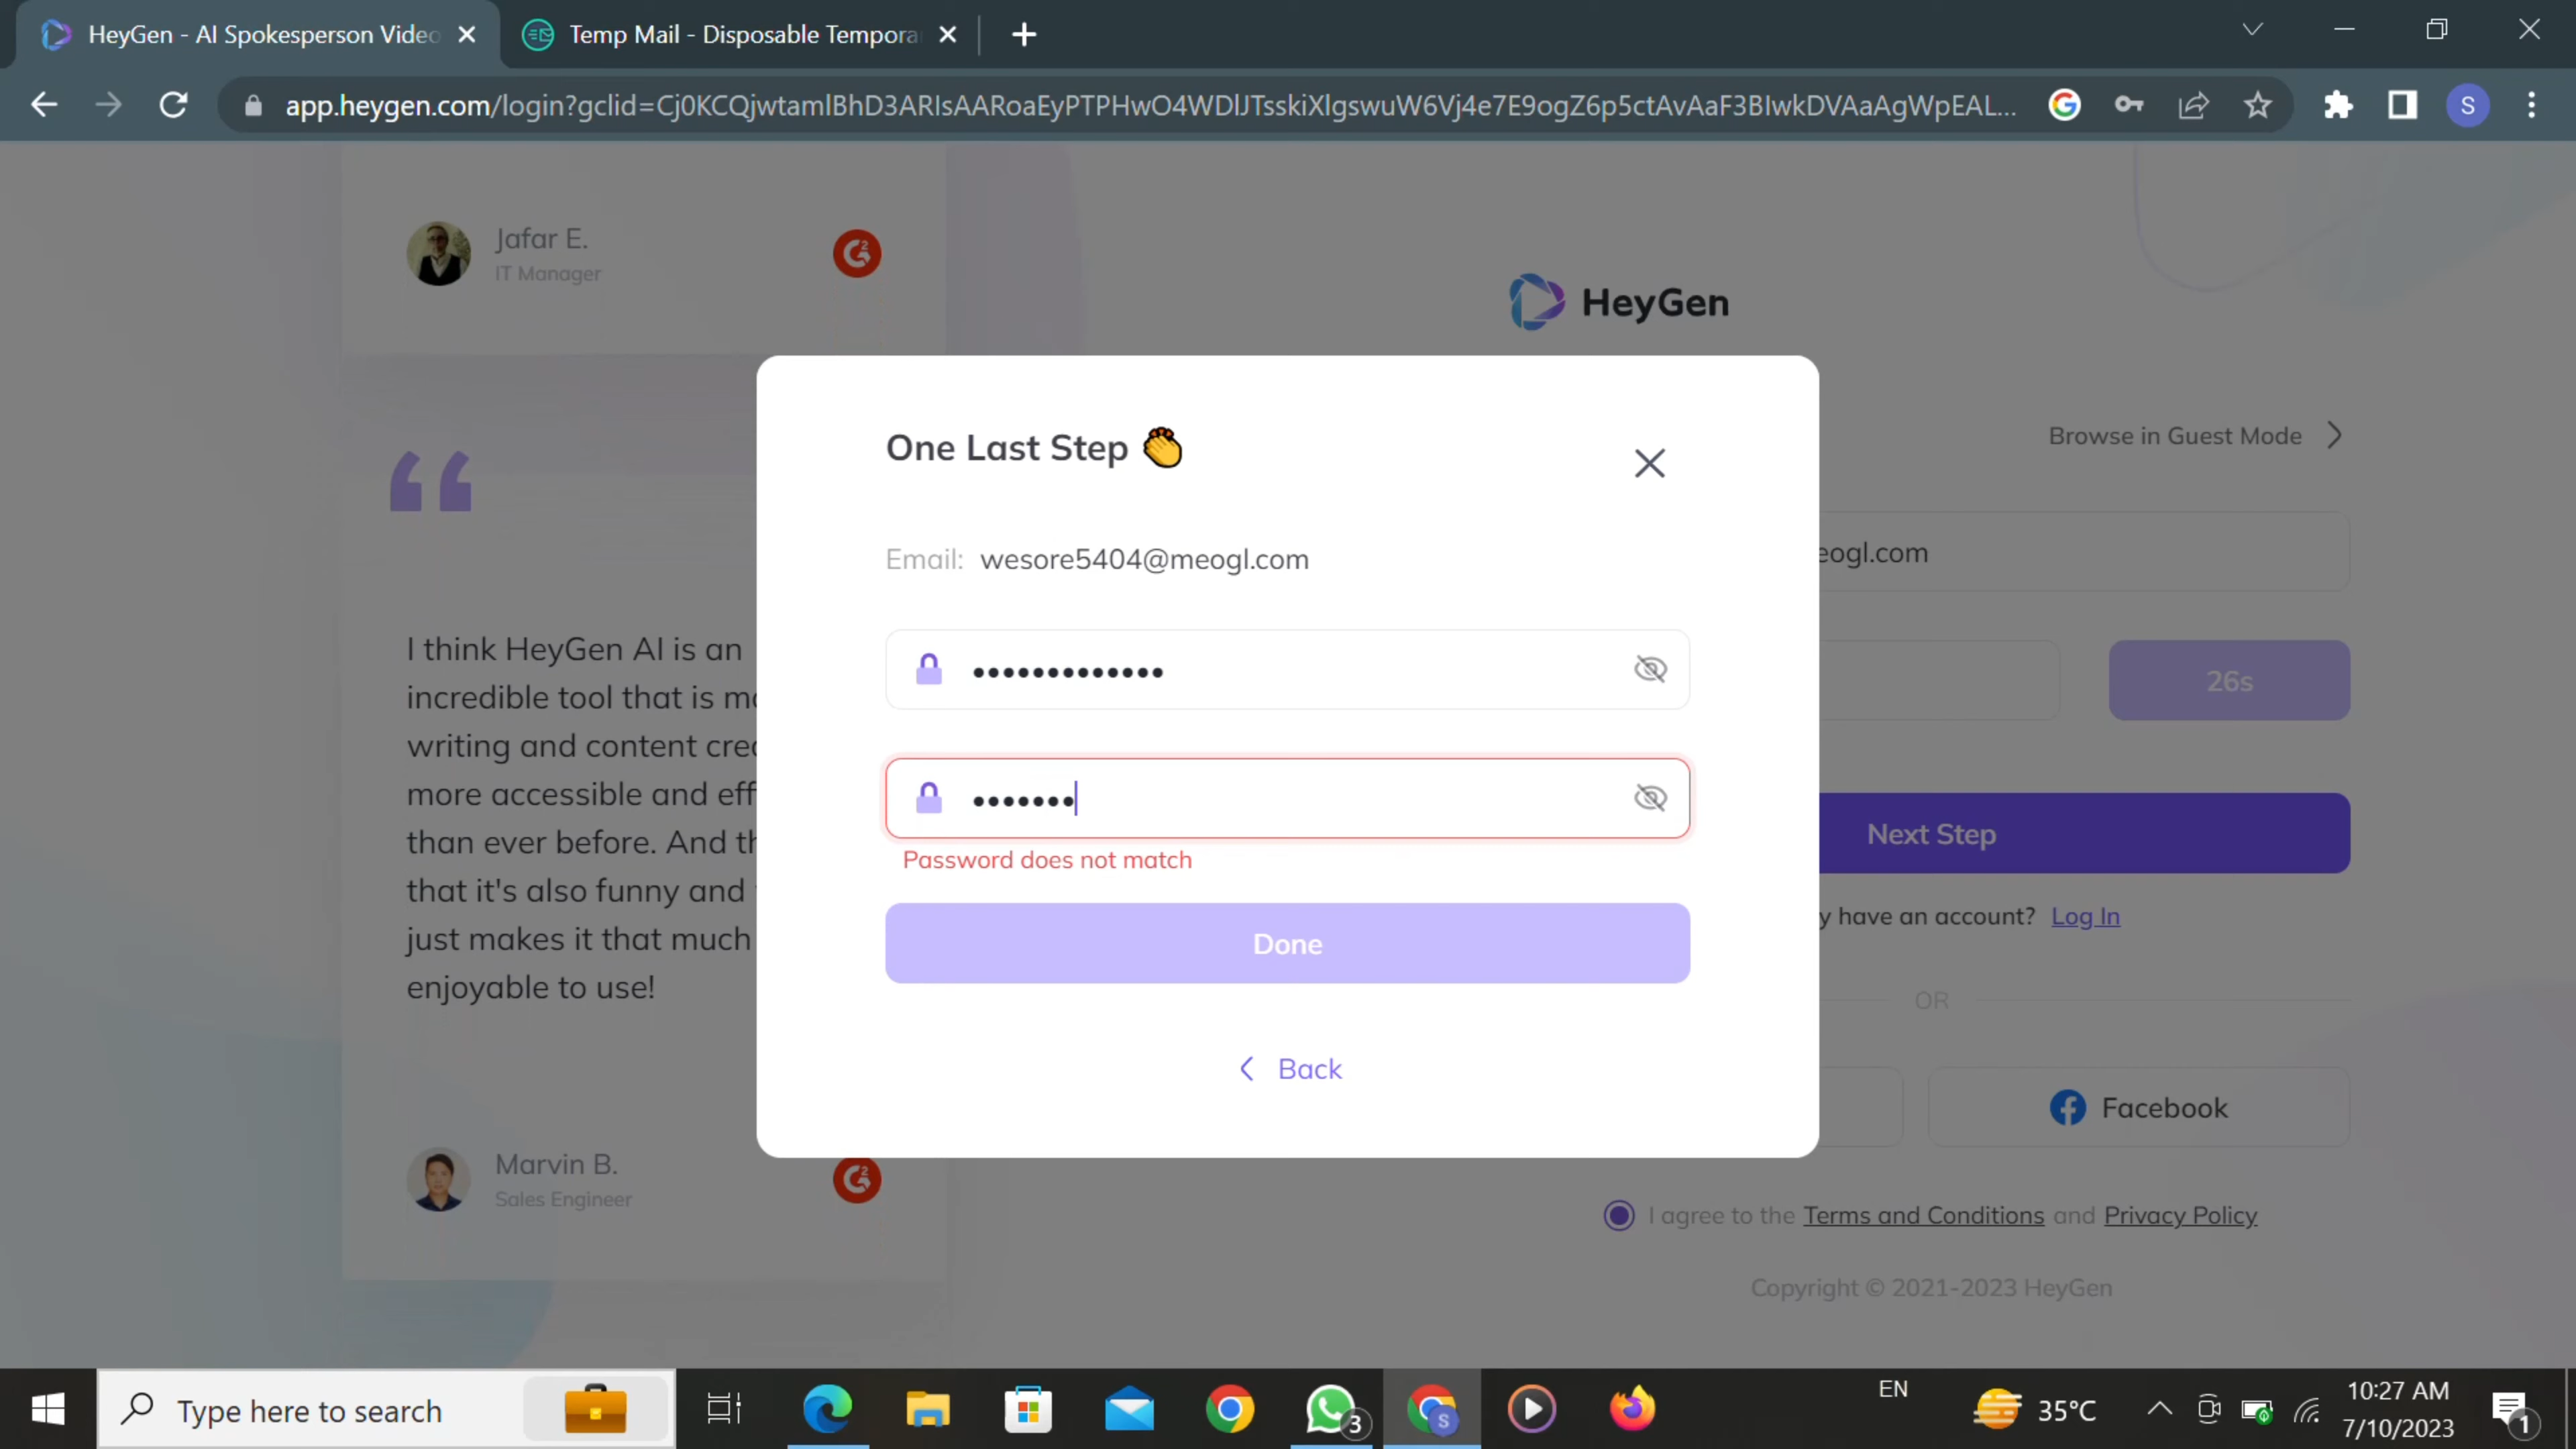 HeyGen - AI Spokesperson Video
Temp Mail - Disposable Tempora
app.heygen.com/login?gclid=
S
Jafar E.
IT Manager
I think HeyGen AI is an
incredible tool that is
writing and content
more accessible and
than ever before. And
that it's also funny and
just makes it that much
enjoyable to use!
Marvin B.
Sales Engineer
HeyGen
Browse in Guest Mode
eogl.com
26s
Next Step
y have an account? Log In
OR
Facebook
I agree to the Terms and Conditions and Privacy Policy
Copyright © 2021-2023 HeyGen
One Last Step
Email: wesore5404@meogl.com
Password does not match
Done
Back
Type here to search
3
S
EN
35°C
10:27 AM
7/10/2023
1